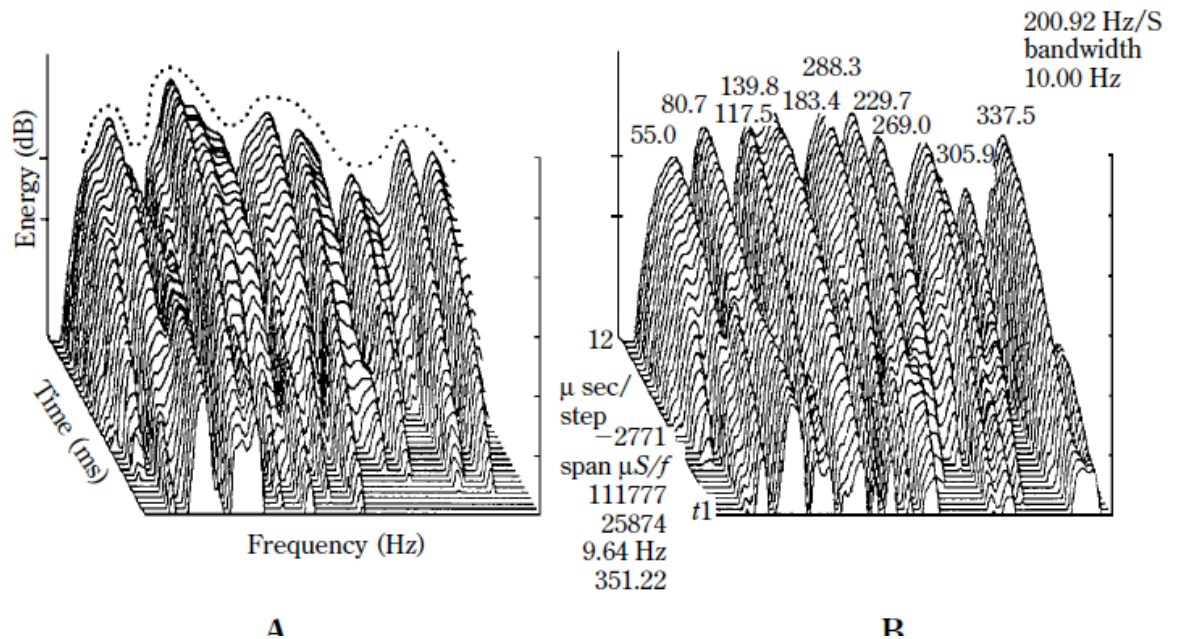 Energy (dB)
Time (ms)
Frequency (Hz)
A
200.92 Hz/S
bandwidth
10.00 Hz
288.3
139.8
80.7
117.5
183.4
229.7
337.5
55.0
269.0
305.9
12
μ sec/
step
−2771
span μS/f
111777
t1
25874
9.64 Hz
351.22
B